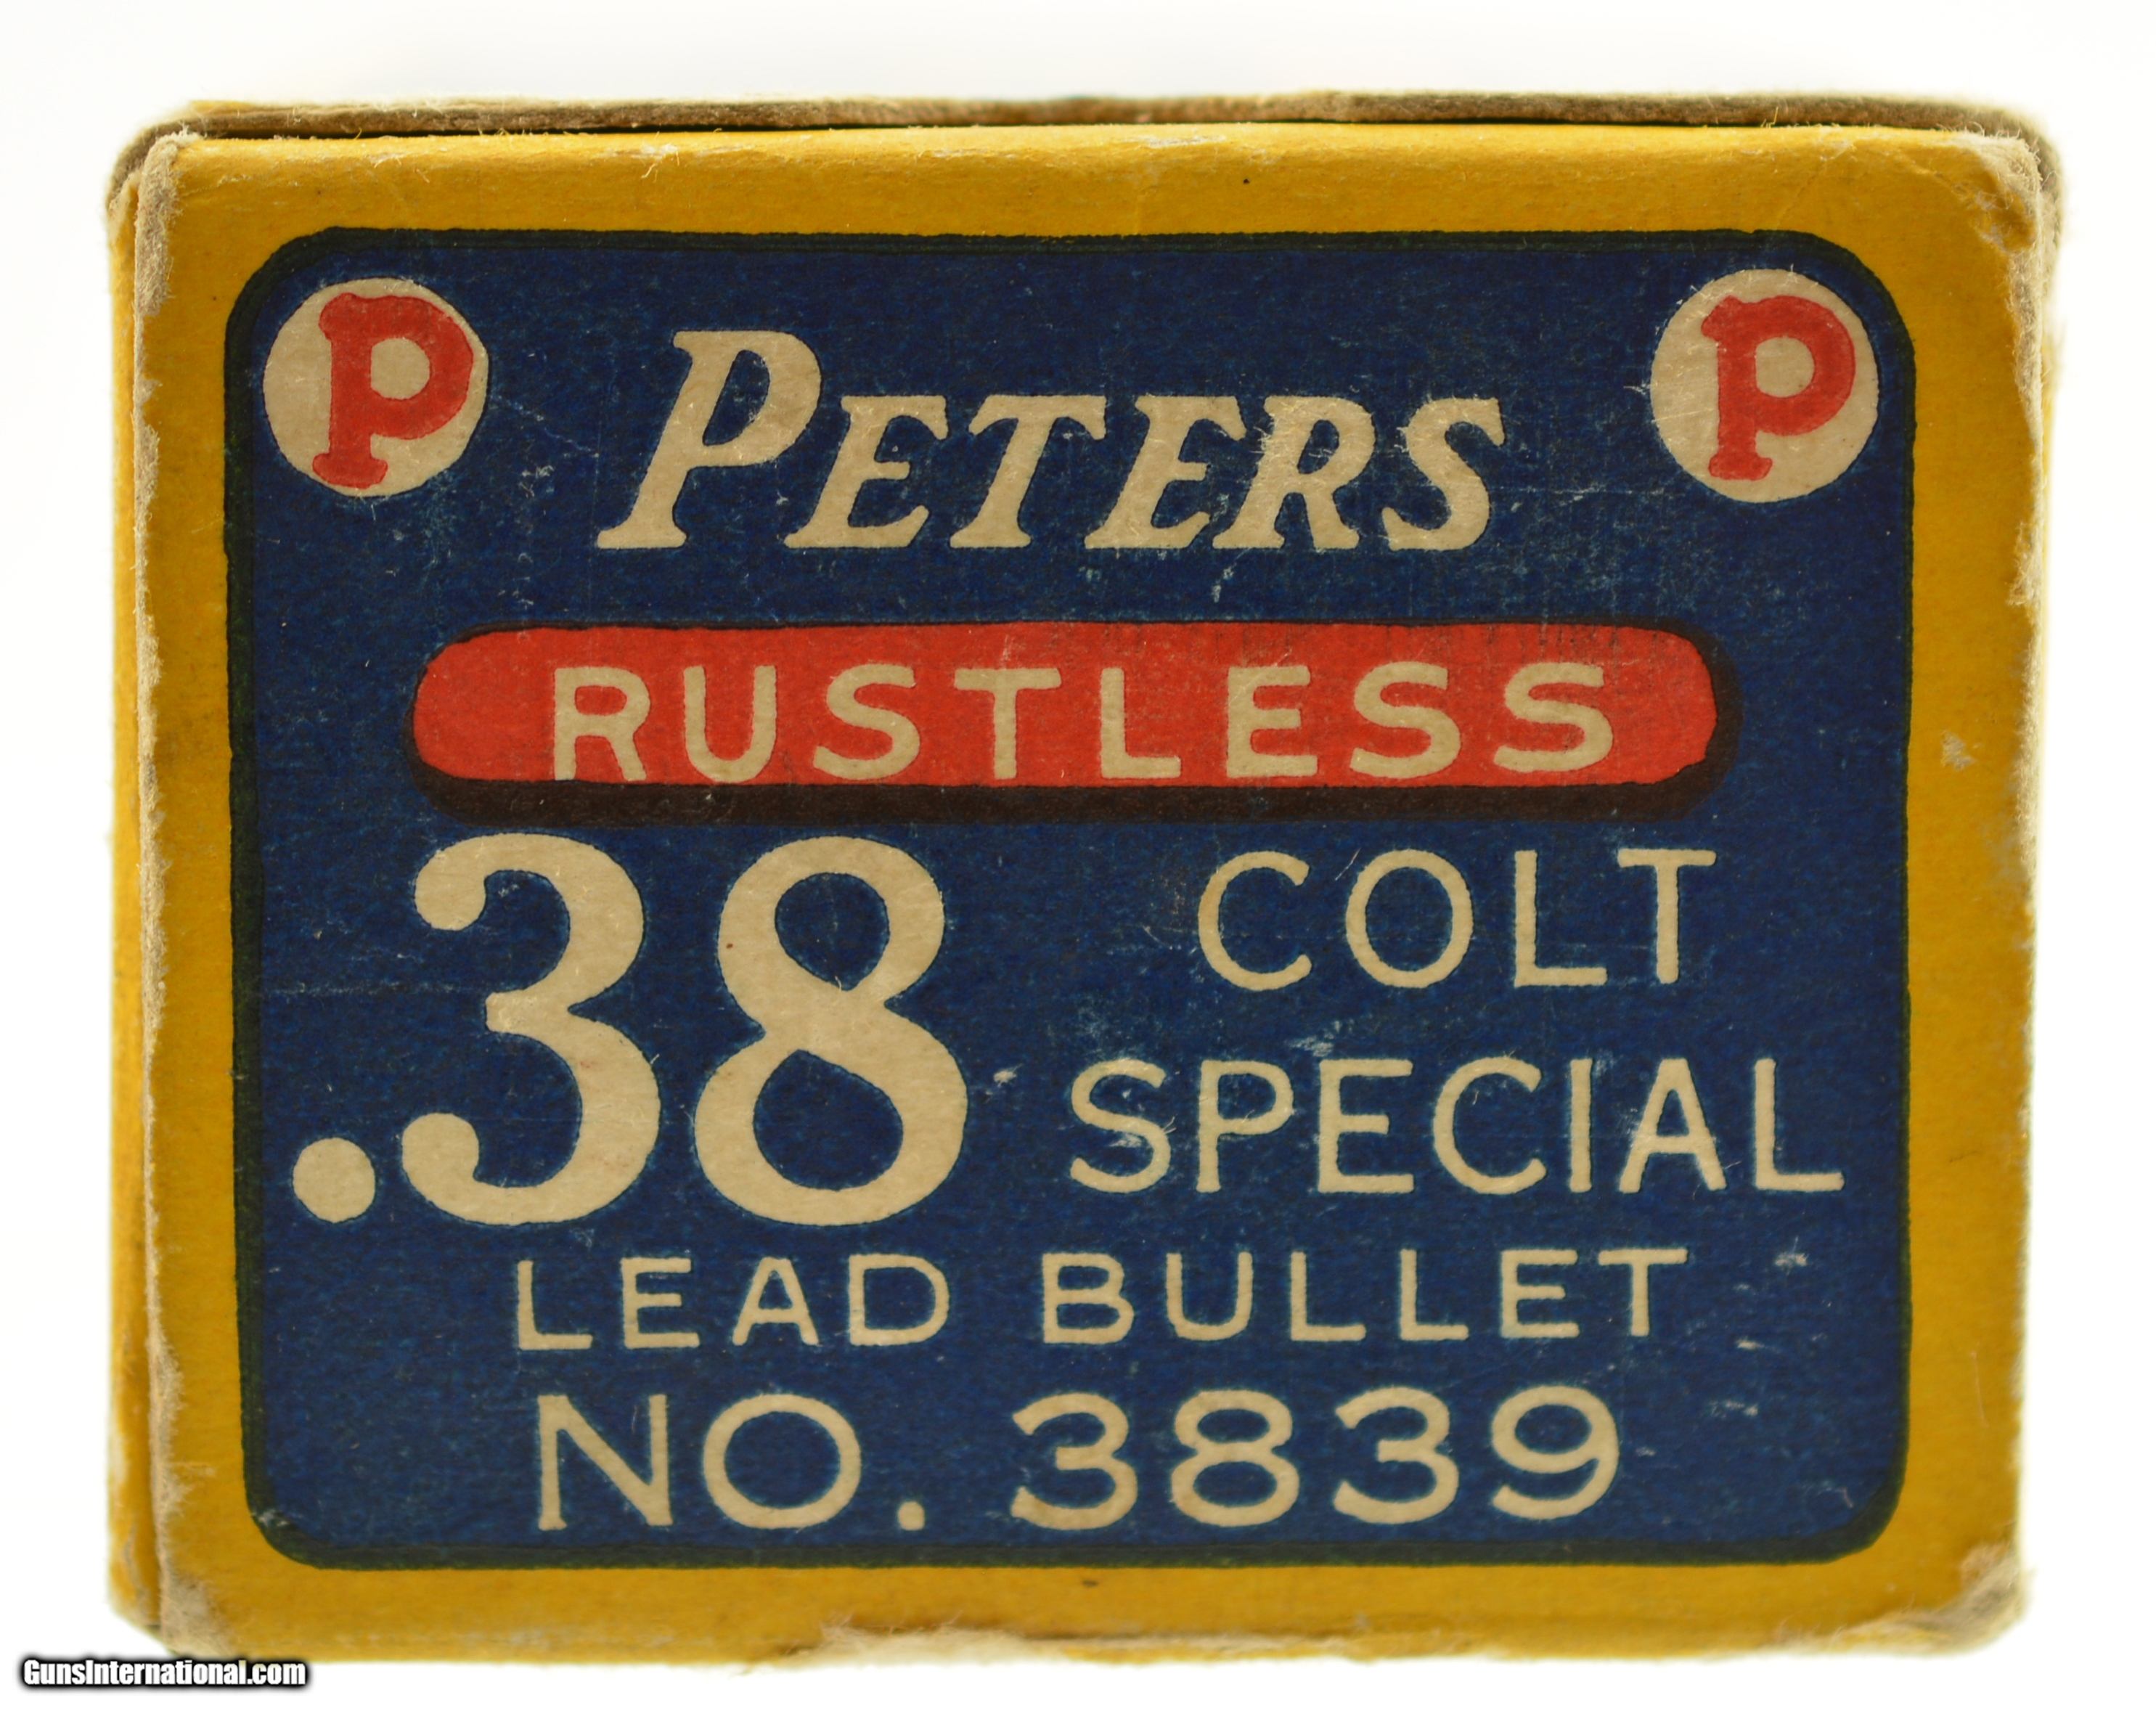 P PETERS P
RUSTLESS
.38 COLT
SPECIAL
LEAD BULLET
NO. 3839
GunsInternational.com